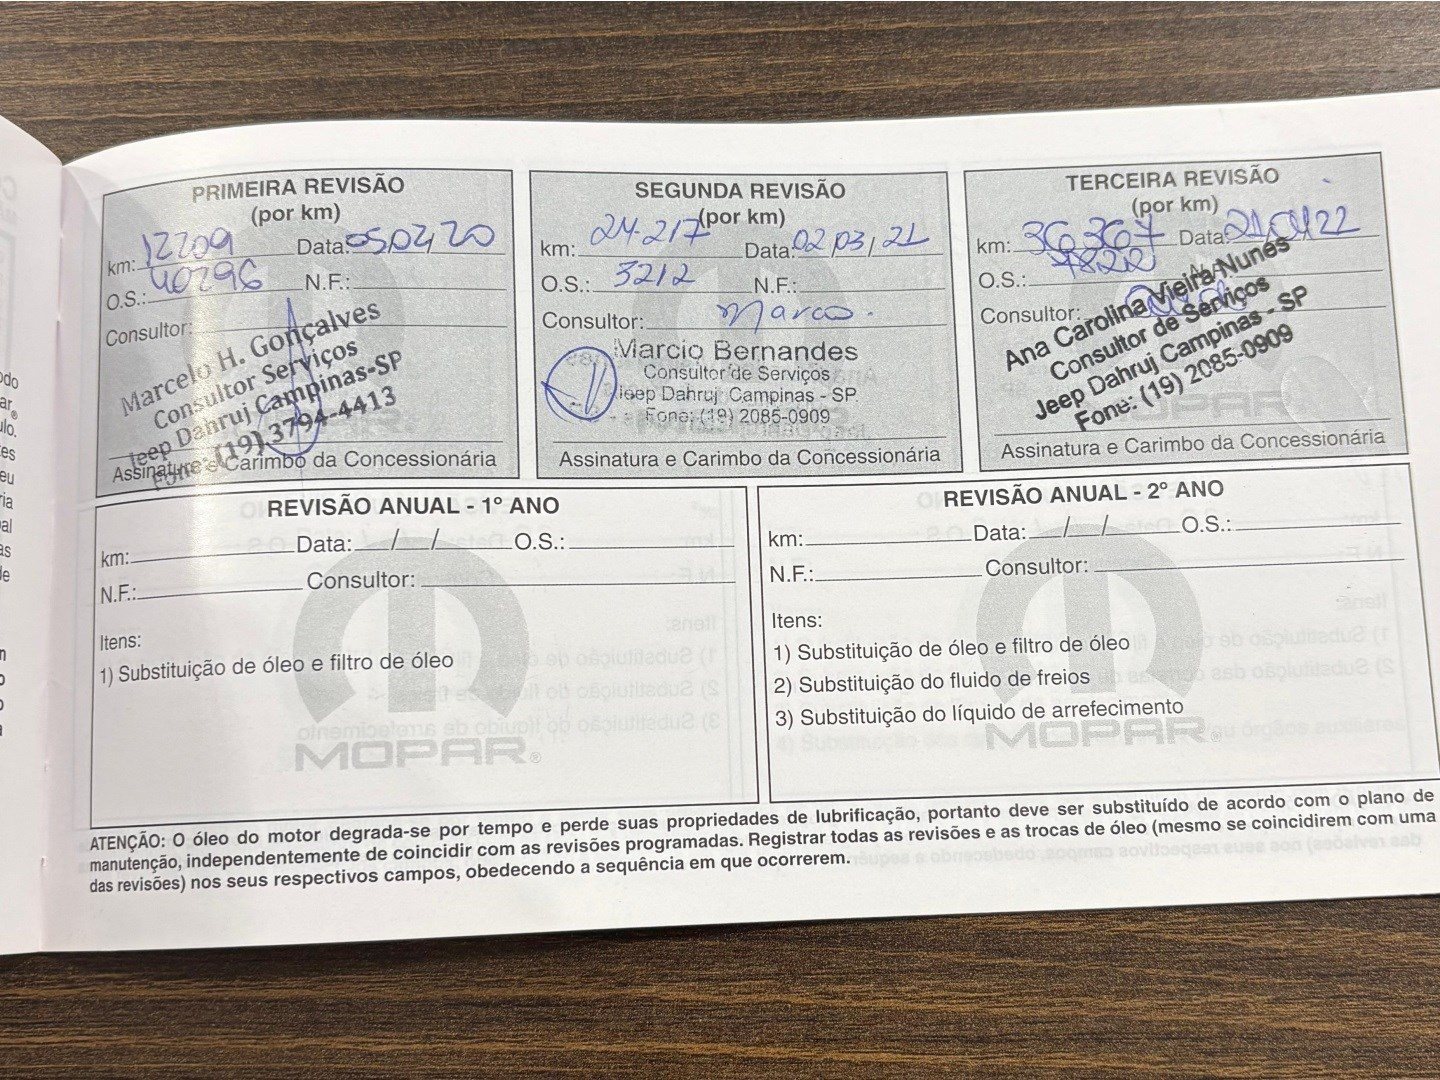 PRIMEIRA REVISÃO
(por km)
km: 12209 Data: 05,02,20
O.S.: 40296 N.F.:
Consultor:
Marcelo H. Gonçalves
Consultor Serviços
Jeep Dahruj Campinas-SP
Fone: (19) 3794-4413
Assinatura e Carimbo da Concessionária
SEGUNDA REVISÃO
(por km)
km: 24.217 Data: 02,03,21
O.S.: 3212 N.F.:
Consultor: Marco.
Marcio Bernandes
Consultor de Serviços
Jeep Dahruj Campinas - SP.
Fone: (19) 2085-0909
Assinatura e Carimbo da Concessionária
TERCEIRA REVISÃO
(por km)
km: 36.367 Data:
O.S.:
Consultor:
Ana Carolina Vieira Nunes
Consultor de Serviços
Jeep Dahruj Campinas - SP
Fone: (19) 2085-0909
MOPAR
Assinatura e Carimbo da Concessionária
REVISÃO ANUAL - 1º ANO
km: Data: / / O.S.:
N.F.: Consultor:
Itens:
1) Substituição de óleo e filtro de óleo
MOPAR®
REVISÃO ANUAL - 2º ANO
km: Data: / / O.S.:
N.F.: Consultor:
Itens:
1) Substituição de óleo e filtro de óleo
2) Substituição do fluido de freios
3) Substituição do líquido de arrefecimento
MOPAR®
ATENÇÃO: O óleo do motor degrada-se por tempo e perde suas propriedades de lubrificação, portanto deve ser substituído de acordo com o plano de
manutenção, independentemente de coincidir com as revisões programadas. Registrar todas as revisões e as trocas de óleo (mesmo se coincidirem com uma
das revisões) nos seus respectivos campos, obedecendo a sequência em que ocorrerem.